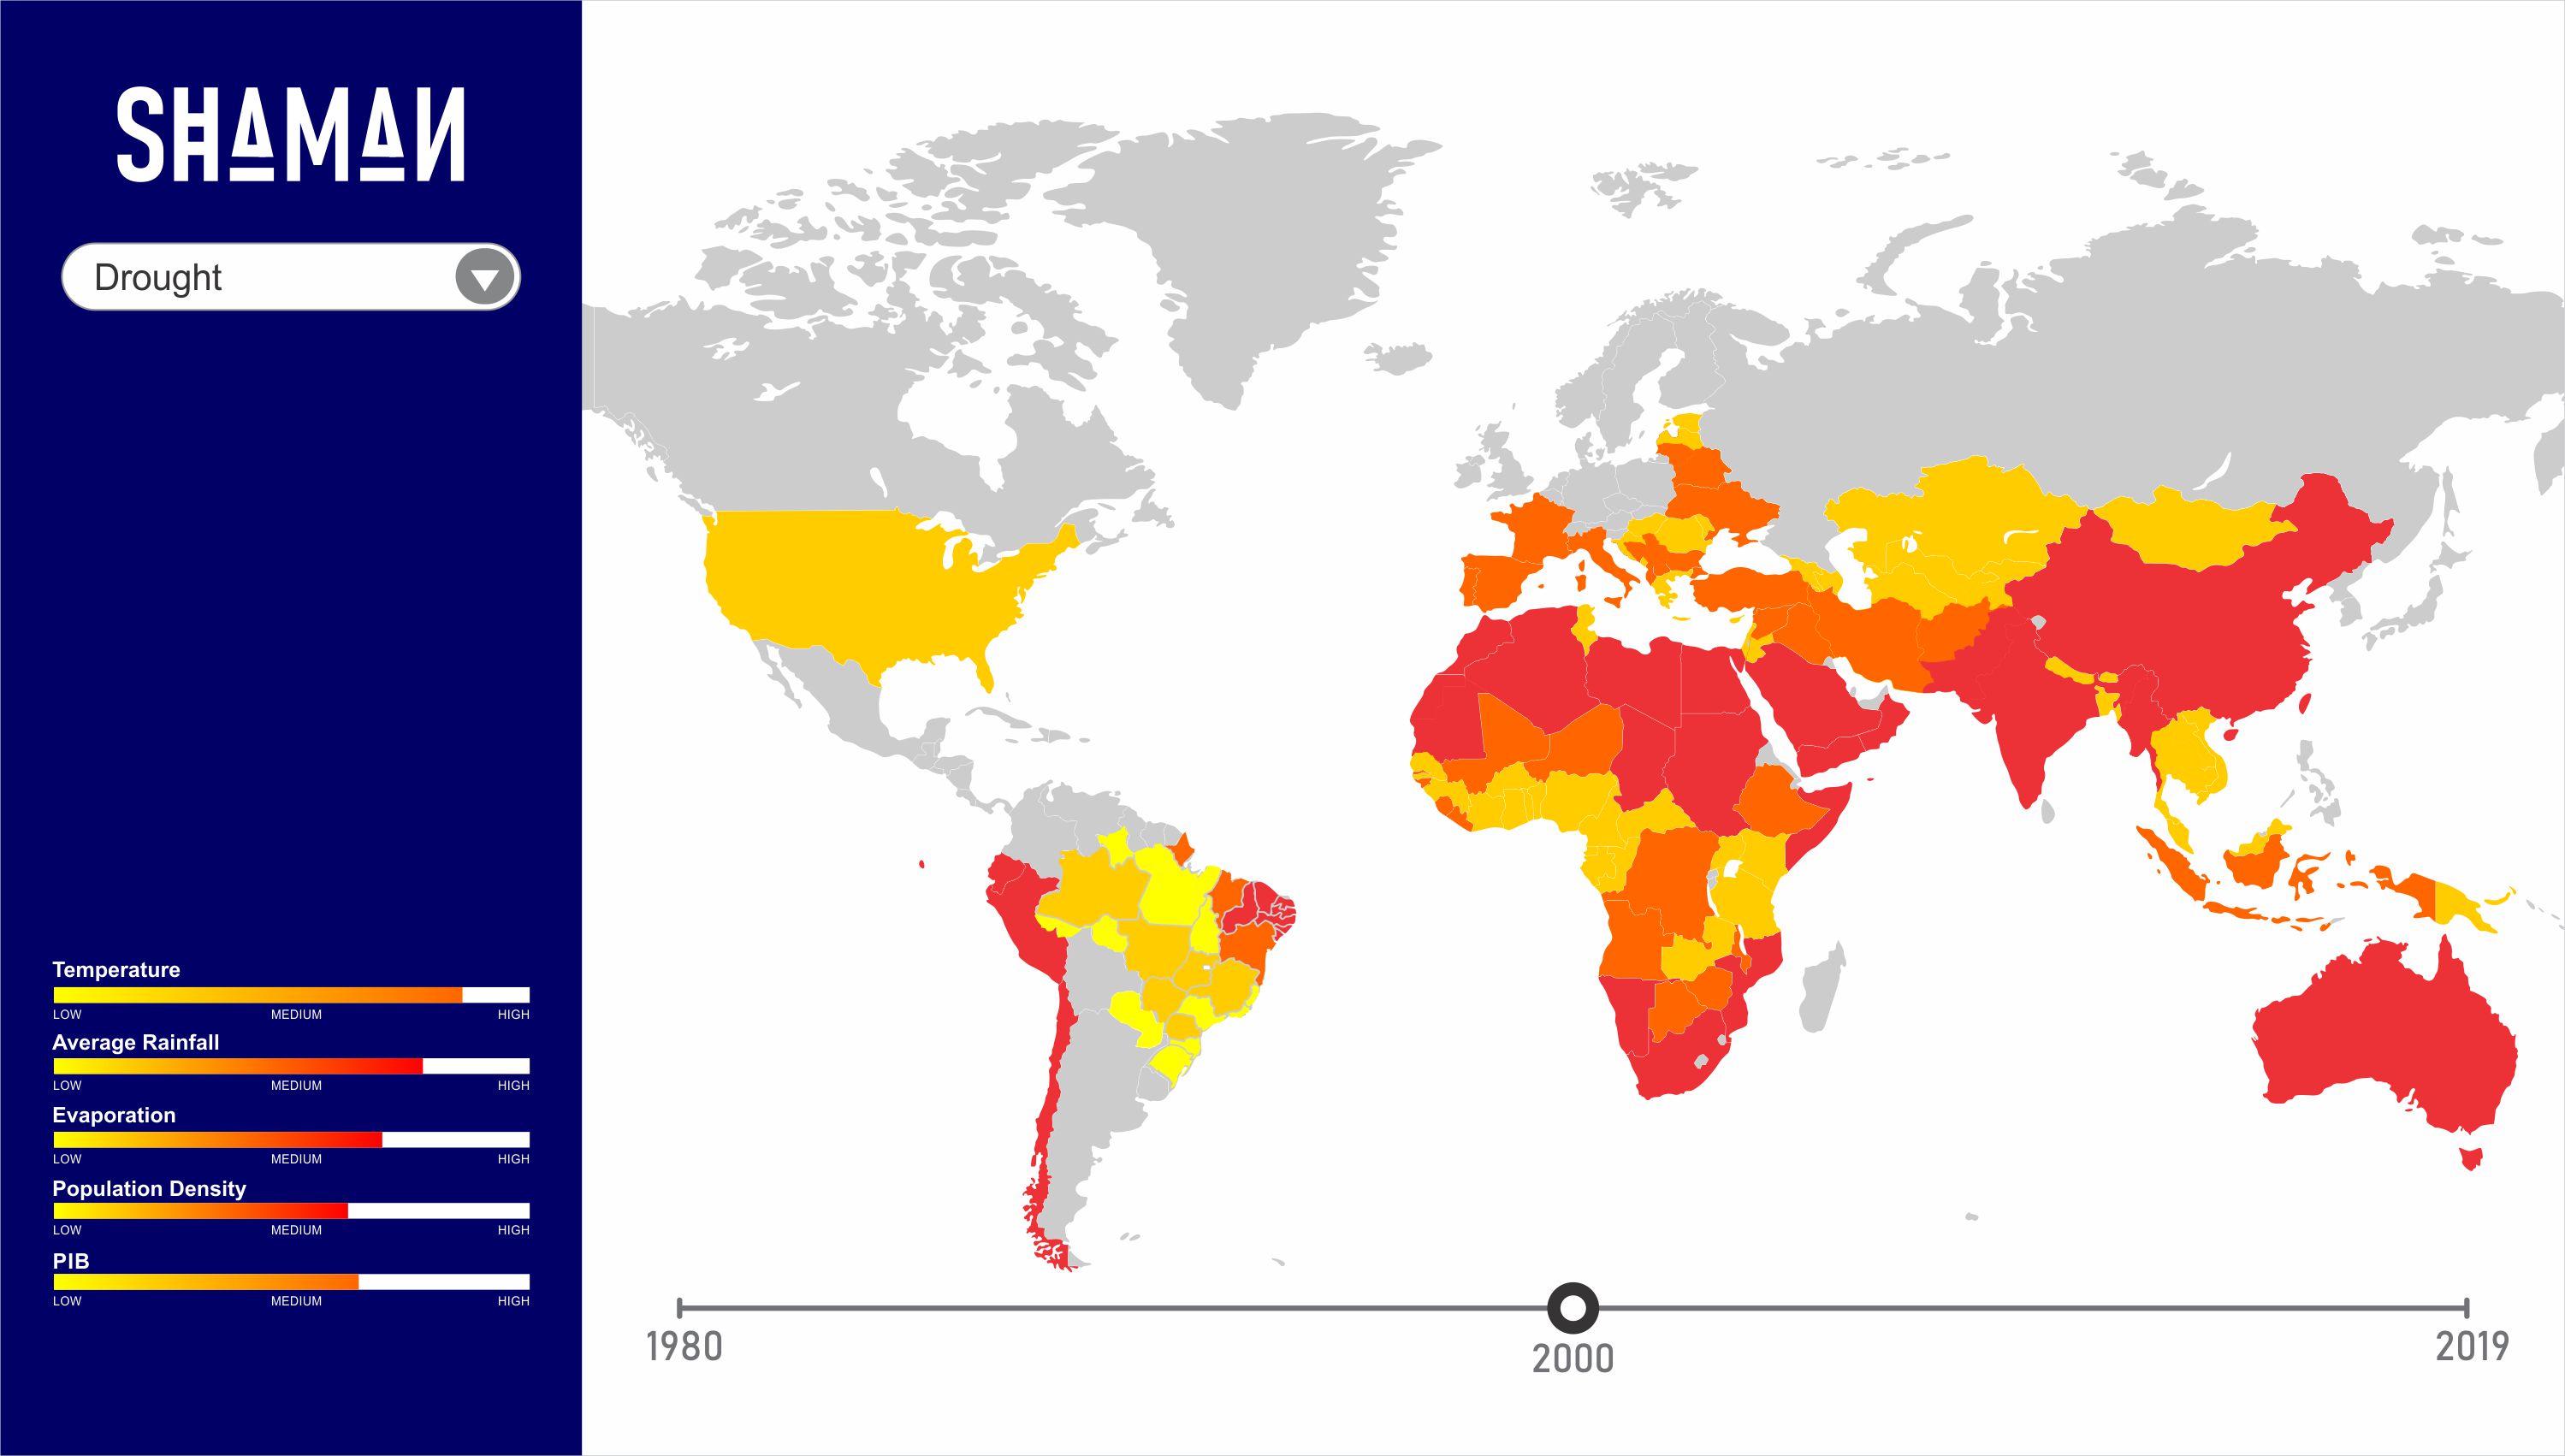 SHAMAN
Drought
Temperature
LOW MEDIUM HIGH
Average Rainfall
LOW MEDIUM HIGH
Evaporation
LOW MEDIUM HIGH
Population Density
LOW MEDIUM HIGH
PIB
LOW MEDIUM HIGH
1980 2000 2019